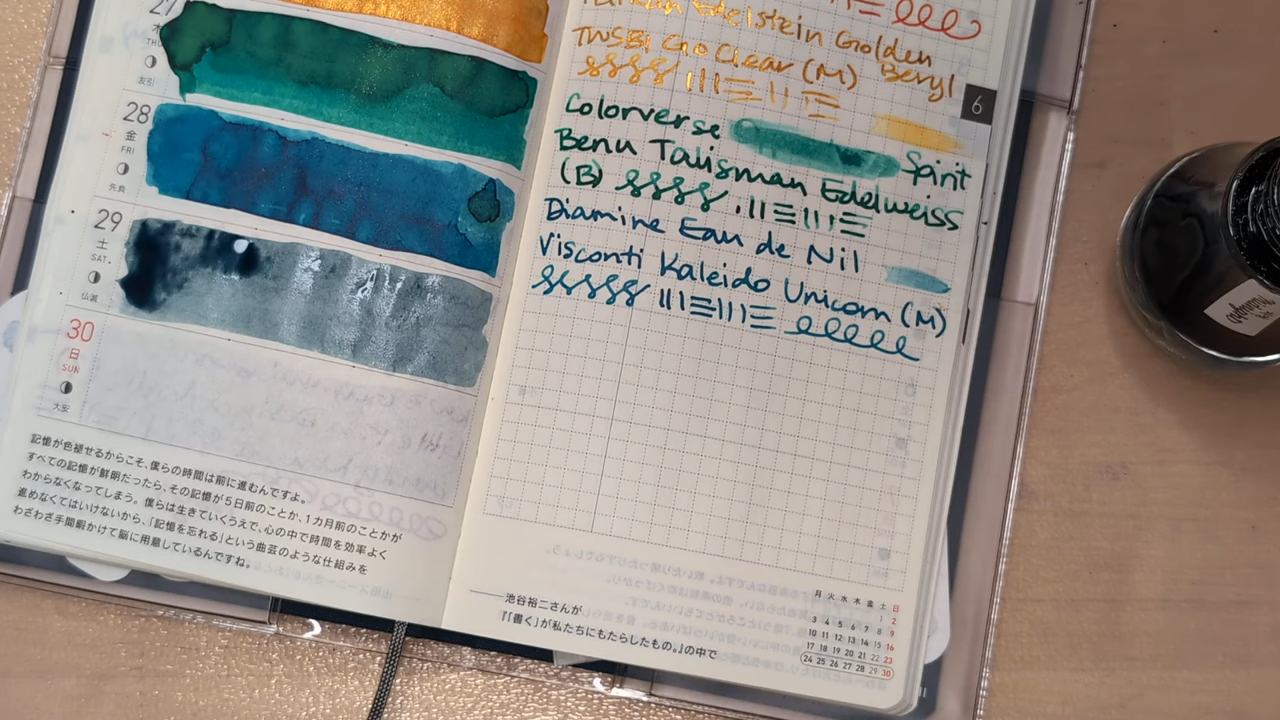 27
木
THU
友引
28
金
FRI
先負
29
土
SAT.
仏滅
30
日
SUN
大安
記憶が色褪せるからこそ、僕らの時間は前に進むんですよ。
すべての記憶が鮮明だったら、その記憶が5日前のことか、1カ月前のことかが
わからなくなってしまう。僕らは生きていくうえで、心の中で時間を効率よく
進めなくてはいけないから、「記憶を忘れる」という曲芸のような仕組みを
わざわざ手間暇かけて脳に用意しているんですね。
Edelstein Golden
TWSBI Go Clear (M) Beryl
6
Colorverse Spirit
Benu Talisman Edelweiss
(B)
Diamine Eau de Nil
Visconti Kaleido Unicorn (M)
池谷裕二さんが
『「書く」が私たちにもたらしたもの。』の中で
月 火 水 木 金 土 日
1 2
3 4 5 6 7 8 9
10 11 12 13 14 15 16
17 18 19 20 21 22 23
24 25 26 27 28 29 30